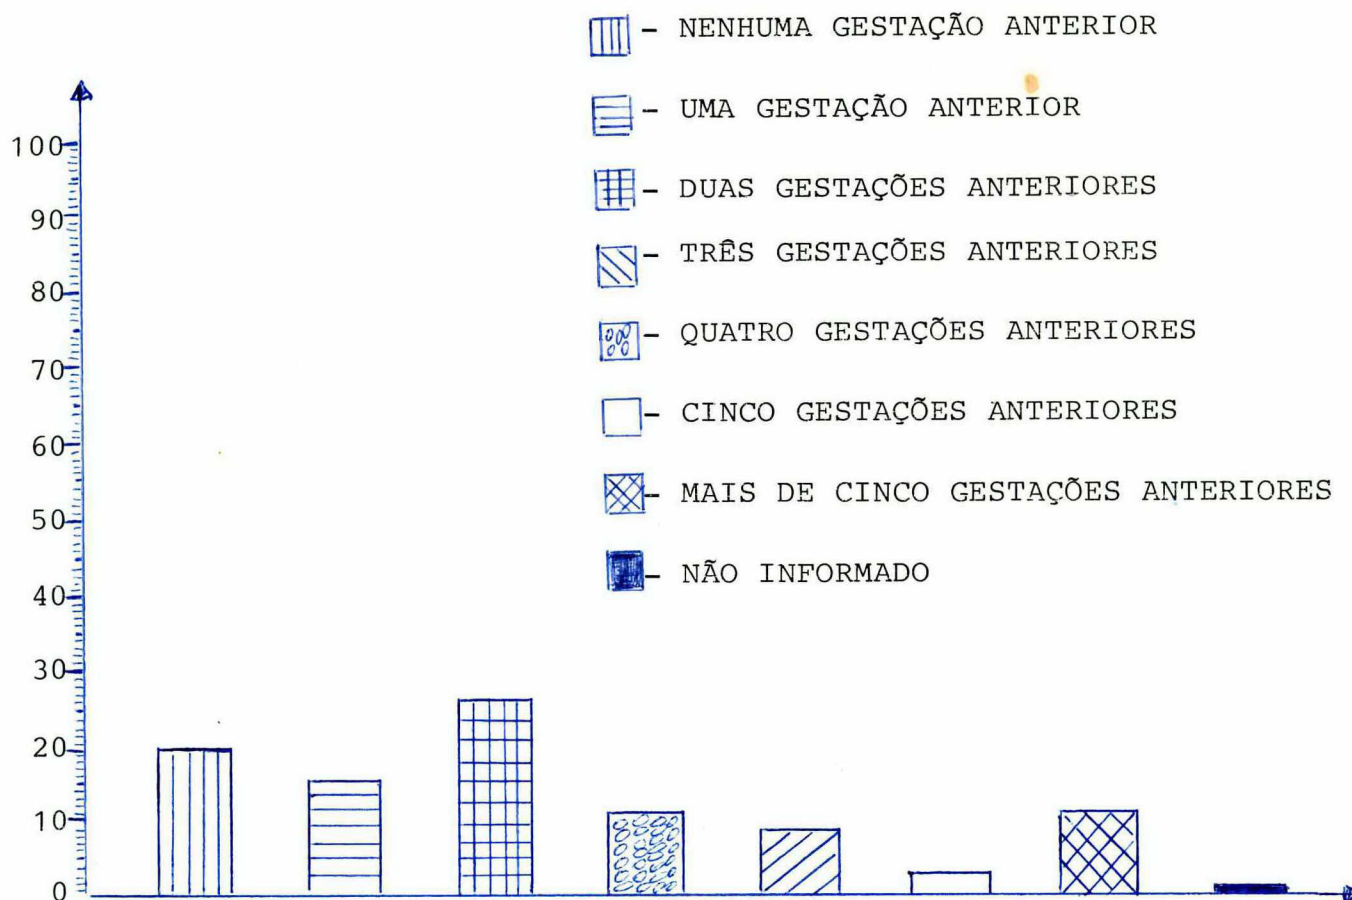 - NENHUMA GESTAÇÃO ANTERIOR
- UMA GESTAÇÃO ANTERIOR
- DUAS GESTAÇÕES ANTERIORES
- TRÊS GESTAÇÕES ANTERIORES
- QUATRO GESTAÇÕES ANTERIORES
- CINCO GESTAÇÕES ANTERIORES
- MAIS DE CINCO GESTAÇÕES ANTERIORES
- NÃO INFORMADO
100
90
80
70
60
50
40
30
20
10
0